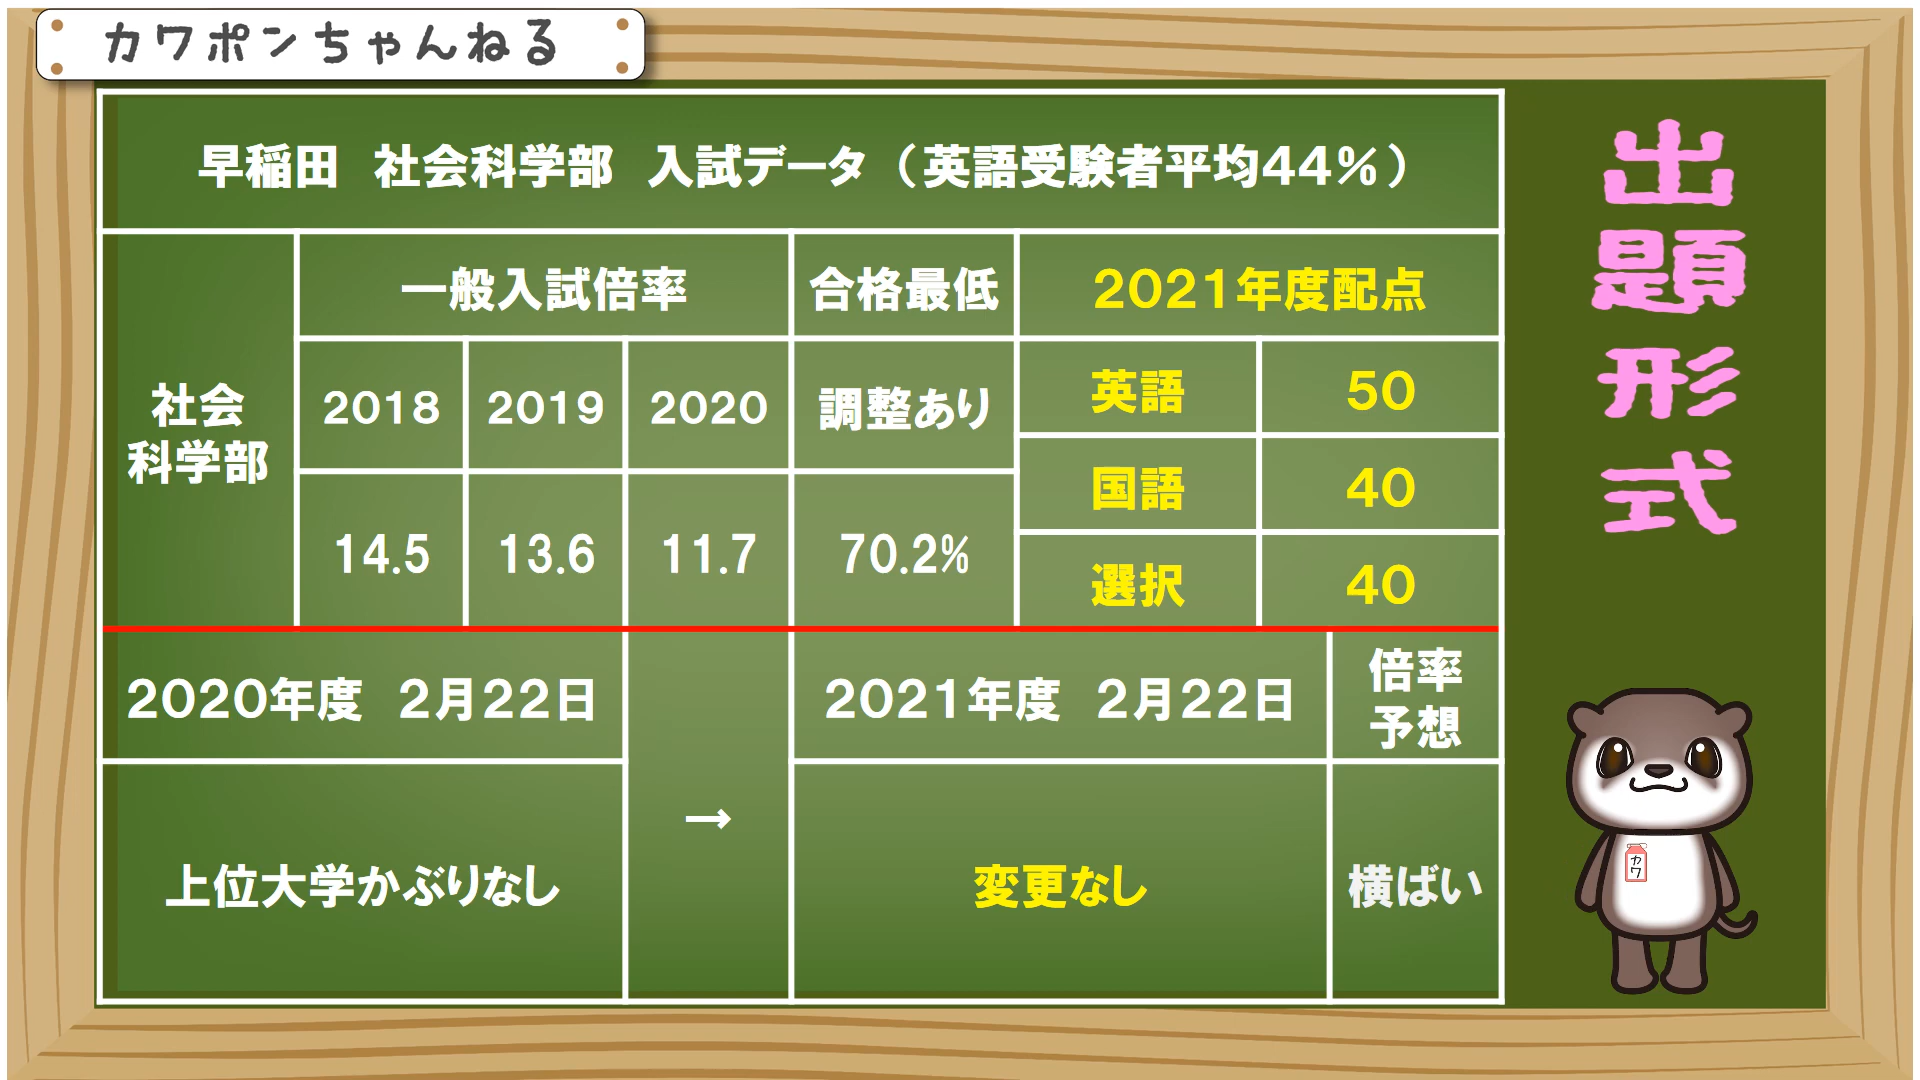 カワポンちゃんねる
早稲田 社会科学部 入試データ（英語受験者平均44%）
出題形式
社会
科学部
一般入試倍率
合格最低
2021年度配点
2018
2019
2020
調整あり
英語
50
国語
40
14.5
13.6
11.7
70.2%
選択
40
2020年度 2月22日
→
2021年度 2月22日
倍率
予想
上位大学かぶりなし
変更なし
横ばい
カワ